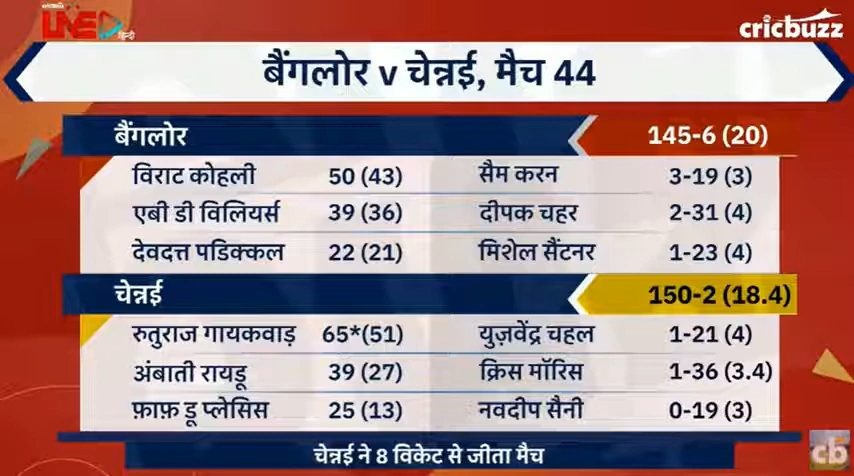 LIVE हिन्दी
cricbuzz
बैंगलोर v चेन्नई, मैच 44
बैंगलोर 145-6 (20)
विराट कोहली 50 (43) सैम करन 3-19 (3)
एबी डी विलियर्स 39 (36) दीपक चहर 2-31 (4)
देवदत्त पडिक्कल 22 (21) मिशेल सैंटनर 1-23 (4)
चेन्नई 150-2 (18.4)
रुतुराज गायकवाड़ 65*(51) युज़वेंद्र चहल 1-21 (4)
अंबाती रायडू 39 (27) क्रिस मॉरिस 1-36 (3.4)
फ़ाफ़ डू प्लेसिस 25 (13) नवदीप सैनी 0-19 (3)
चेन्नई ने 8 विकेट से जीता मैच
cb